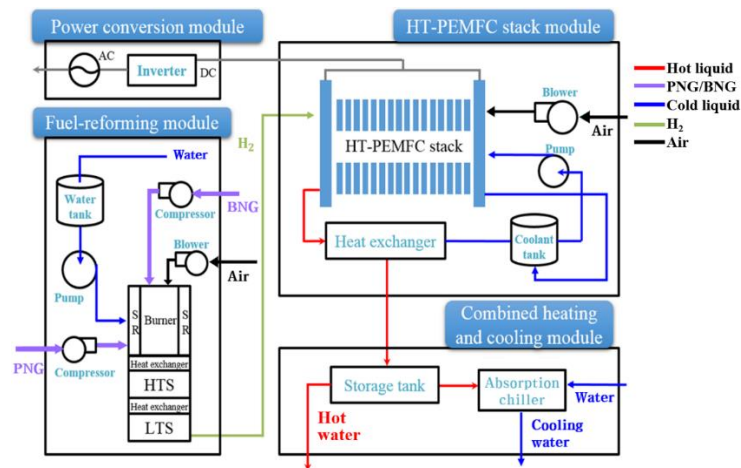 Power conversion module
AC
Inverter
DC
HT-PEMFC stack module
Blower
Air
HT-PEMFC stack
Pump
Heat exchanger
Coolant
tank
Hot liquid
PNG/BNG
Cold liquid
H2
Air
Fuel-reforming module
H2
Water
Water
tank
Compressor
BNG
Blower
Air
Pump
S
R
Burner
S
R
PNG
Compressor
Heat exchanger
HTS
Heat exchanger
LTS
Combined heating
and cooling module
Storage tank
Absorption
chiller
Water
Hot
water
Cooling
water